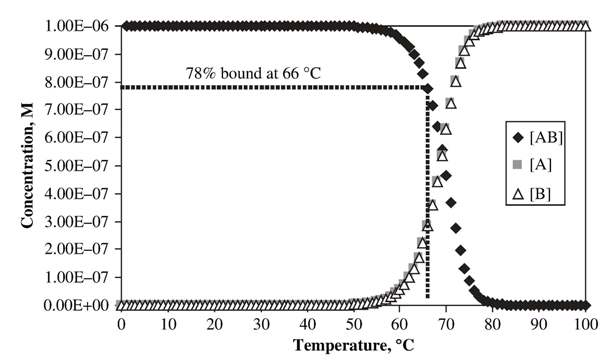 1.00E–06
9.00E–07
8.00E–07
7.00E–07
6.00E–07
5.00E–07
4.00E–07
3.00E–07
2.00E–07
1.00E–07
0.00E+00
Concentration, M
78% bound at 66 °C
[AB]
[A]
[B]
0 10 20 30 40 50 60 70 80 90 100
Temperature, °C